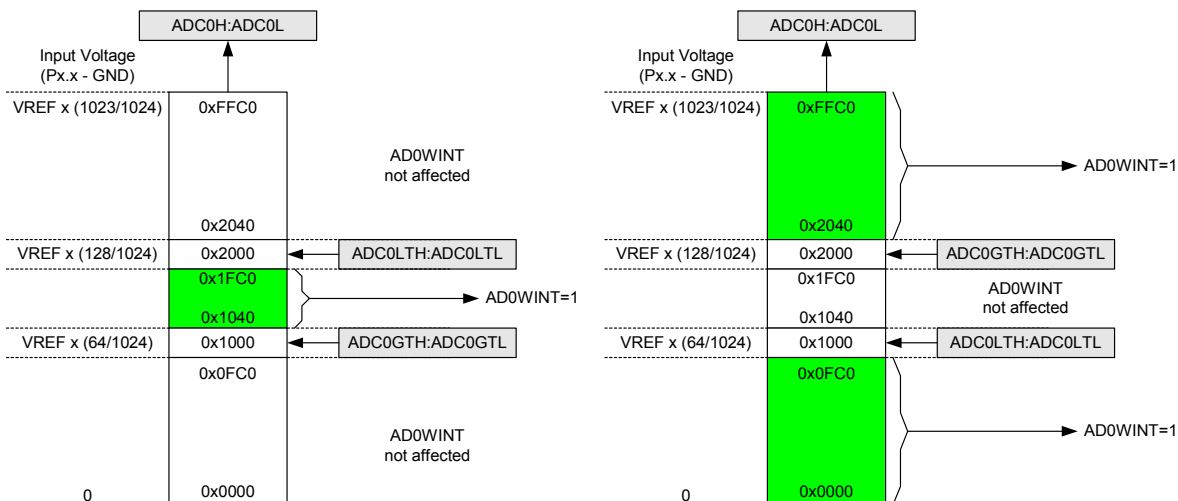 ADC0H:ADC0L
Input Voltage
(Px.x - GND)
VREF x (1023/1024)
0xFFC0
AD0WINT
not affected
0x2040
VREF x (128/1024)
0x2000
ADC0LTH:ADC0LTL
0x1FC0
AD0WINT=1
0x1040
VREF x (64/1024)
0x1000
ADC0GTH:ADC0GTL
0x0FC0
AD0WINT
not affected
0
0x0000
ADC0H:ADC0L
Input Voltage
(Px.x - GND)
VREF x (1023/1024)
0xFFC0
AD0WINT=1
0x2040
VREF x (128/1024)
0x2000
ADC0GTH:ADC0GTL
0x1FC0
AD0WINT
not affected
0x1040
VREF x (64/1024)
0x1000
ADC0LTH:ADC0LTL
0x0FC0
AD0WINT=1
0
0x0000